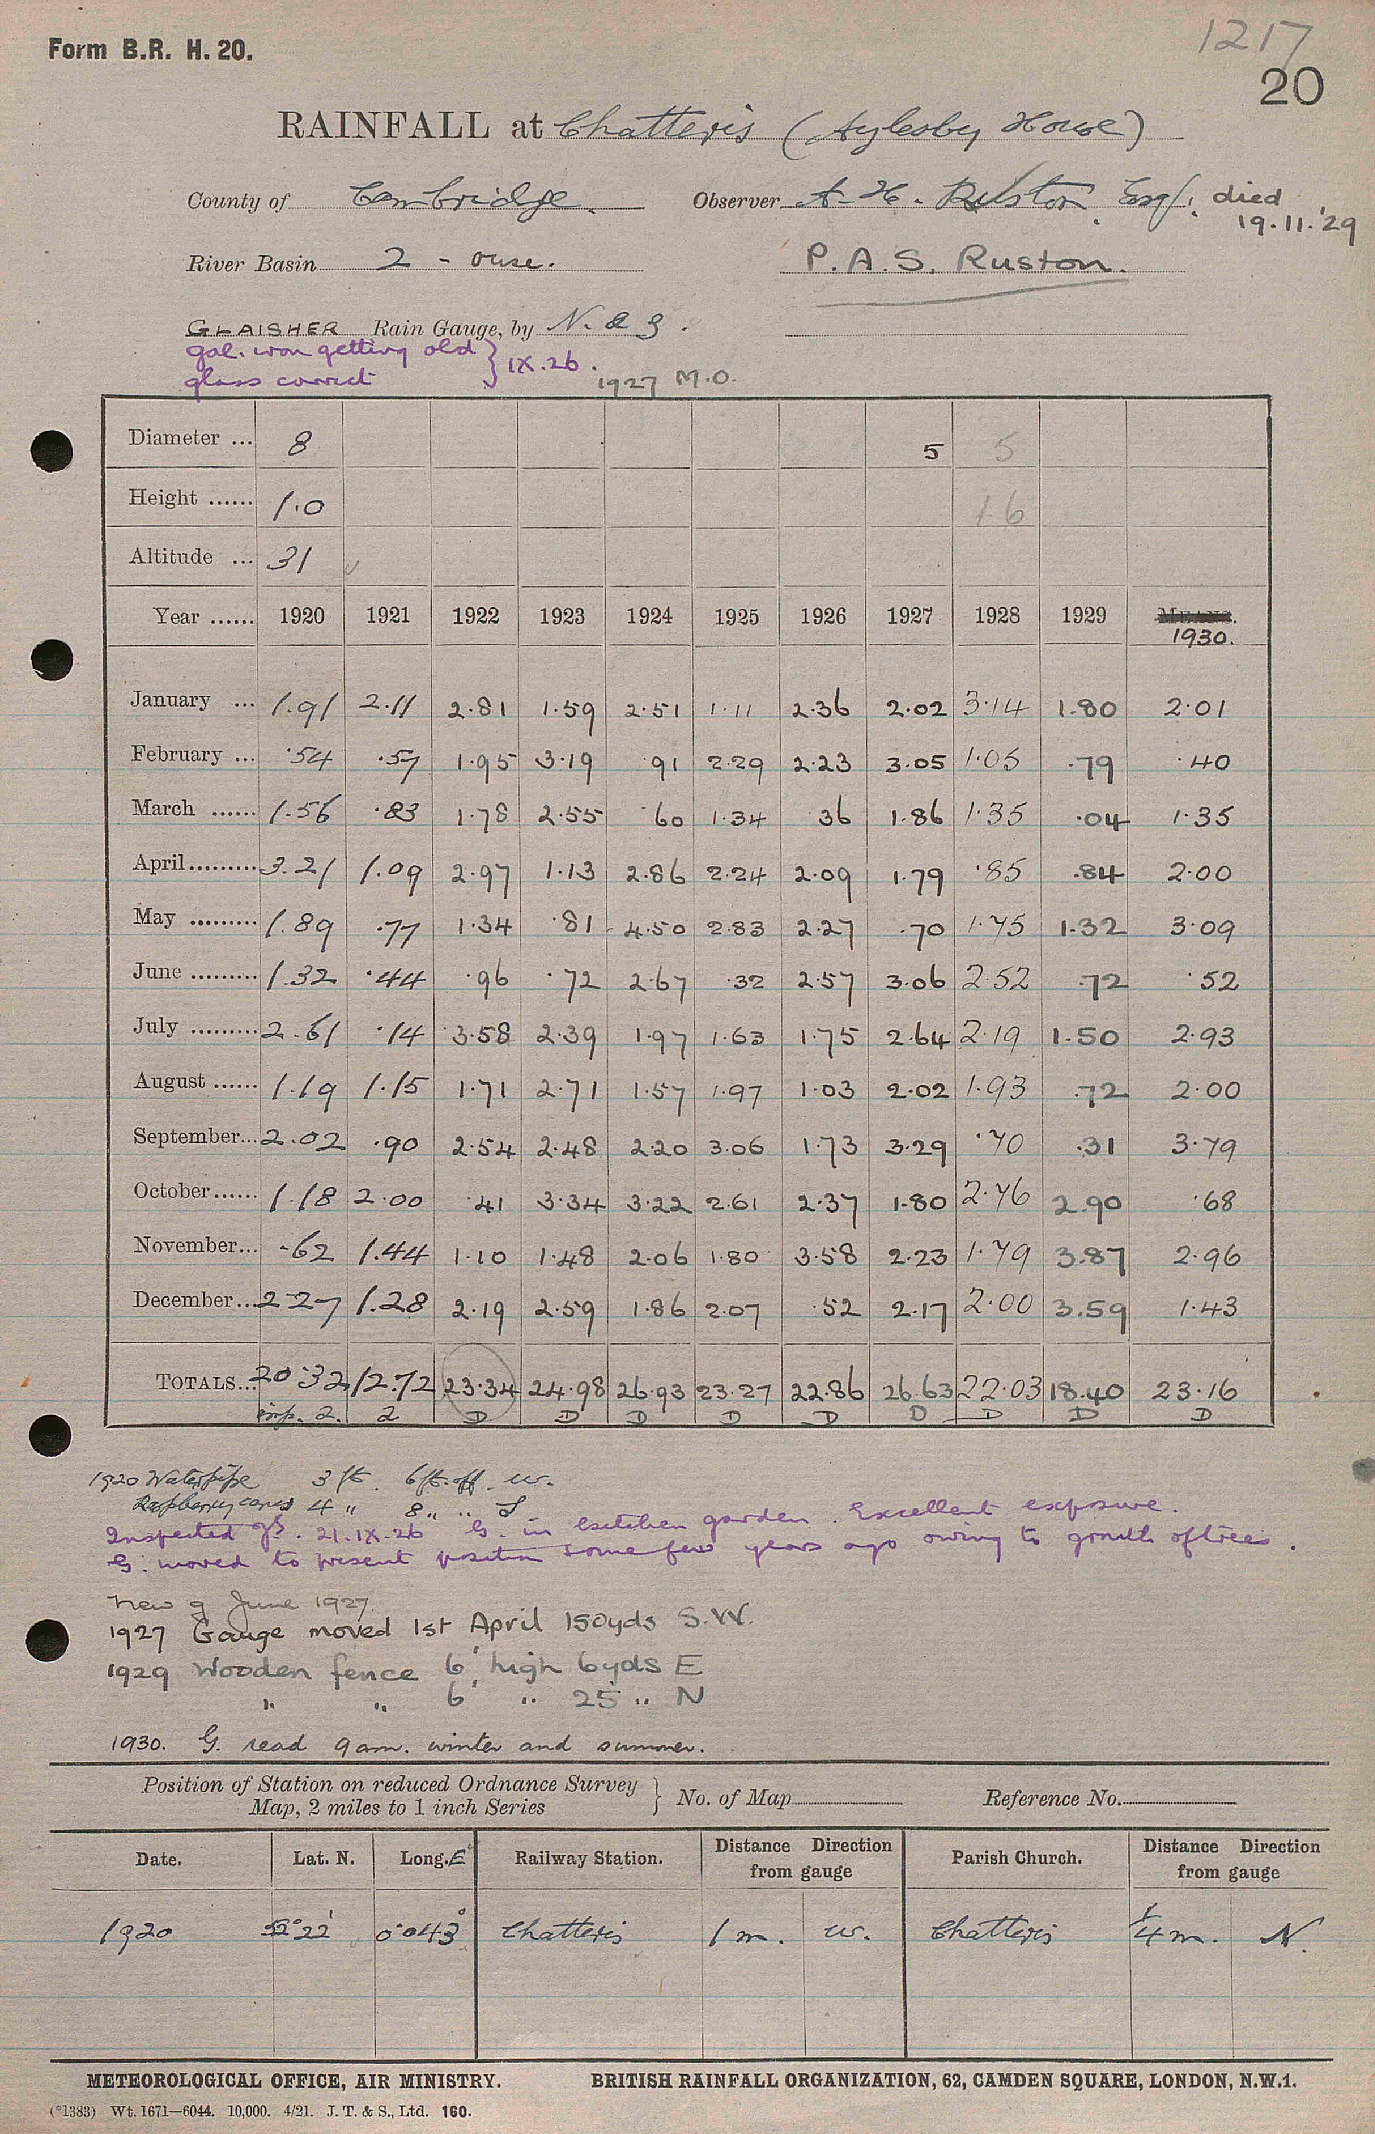 1217
Form B.R. H. 20.
20
RAINFALL at Chatteris (Aylesby House)
County of Cambridge. Observer A. H. Ruston Esq. died 19.11.'29
River Basin 2 - Ouse. P. A. S. Ruston.
GLAISHER Rain Gauge, by N. & Z.
gal. iron getting old } IX.26.
glass correct
1927 M.O.
Diameter ... 8 5 5
Height ...... 1.0 1 6
Altitude ... 31
Year ...... 1920 1921 1922 1923 1924 1925 1926 1927 1928 1929 MEANS. 1930.
January ... 1.91 2.11 2.81 1.59 2.51 1.11 2.36 2.02 3.14 1.80 2.01
February ... .54 .57 1.95 3.19 .91 2.29 2.23 3.05 1.05 .79 .40
March ...... 1.56 .83 1.78 2.55 .60 1.34 36 1.86 1.35 .04 1.35
April......... 3.21 1.09 2.97 1.13 2.86 2.24 2.09 1.79 .85 .84 2.00
May ......... 1.89 .77 1.34 .81 4.50 2.83 2.27 .70 1.75 1.32 3.09
June ......... 1.32 .44 .96 .72 2.67 .32 2.57 3.06 2.52 .72 .52
July ......... 2.61 .14 3.58 2.39 1.97 1.63 1.75 2.64 2.19 1.50 2.93
August ...... 1.19 1.15 1.71 2.71 1.57 1.97 1.03 2.02 1.93 .72 2.00
September... 2.02 .90 2.54 2.48 2.20 3.06 1.73 3.29 .70 .31 3.79
October...... 1.18 2.00 .41 3.34 3.22 2.61 2.37 1.80 2.76 2.90 .68
November... .62 1.44 1.10 1.48 2.06 1.80 3.58 2.23 1.79 3.87 2.96
December... 2.27 1.28 2.19 2.59 1.86 2.07 .52 2.17 2.00 3.59 1.43
TOTALS... 20.32 12.72 23.34 24.98 26.93 23.27 22.86 26.63 22.03 18.40 23.16
2. 2 D D D D D D D D D
1920 Waterpipe 3 ft. 6ft. off. W.
Raspberry canes 4 " 8 " " S
Inspected 21.IX.26 G. in kitchen garden. Excellent exposure.
G. moved to present position some few years ago owing to growth of trees.
New g June 1927
1927 Gauge moved 1st April 150yds S.W.
1929 Wooden fence 6' high 6yds E
" " 6' " 25 " N
1930. G. read 9am. winter and summer.
Position of Station on reduced Ordnance Survey Map, 2 miles to 1 inch Series } No. of Map Reference No.
Date. Lat. N. Long. E Railway Station. Distance Direction from gauge Parish Church. Distance Direction from gauge
1920 52°22' 0°043° Chatteris 1 m. W. Chatteris 1/4 m. N.
METEOROLOGICAL OFFICE, AIR MINISTRY. BRITISH RAINFALL ORGANIZATION, 62, CAMDEN SQUARE, LONDON, N.W.1.
(*1383) Wt. 1671—6044. 10,000. 4/21. J. T. & S., Ltd. 160.